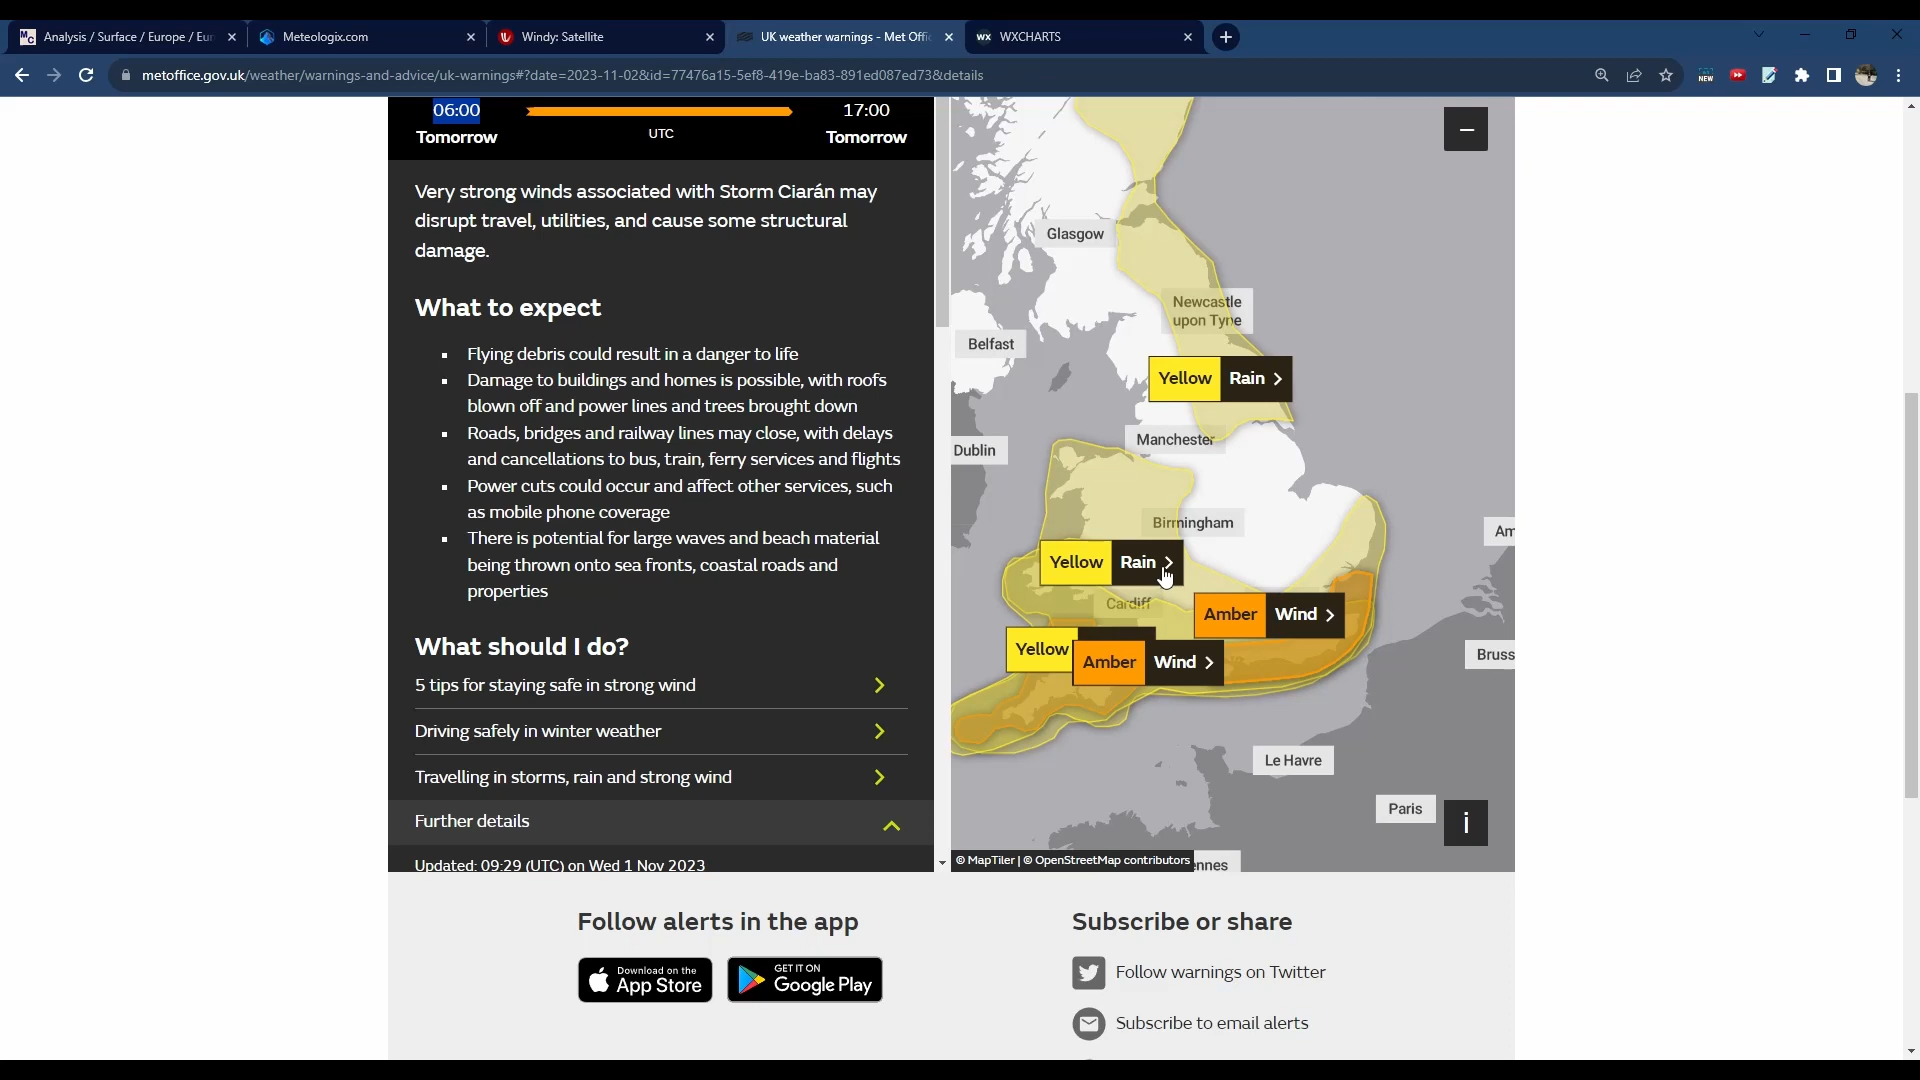 Analysis / Surface / Europe / Eur
Meteologix.com
Windy: Satellite
UK weather warnings - Met Offic
WX WXCHARTS
metoffice.gov.uk/weather/warnings-and-advice/uk-warnings#?date=2023-11-02&id=77476a15-5ef8-419e-ba83-891ed087ed73&details
NEW
06:00
17:00
UTC
Tomorrow
Tomorrow
Very strong winds associated with Storm Ciarán may
disrupt travel, utilities, and cause some structural
damage.
What to expect
Flying debris could result in a danger to life
Damage to buildings and homes is possible, with roofs
blown off and power lines and trees brought down
Roads, bridges and railway lines may close, with delays
and cancellations to bus, train, ferry services and flights
Power cuts could occur and affect other services, such
as mobile phone coverage
There is potential for large waves and beach material
being thrown onto sea fronts, coastal roads and
properties
What should I do?
5 tips for staying safe in strong wind
Driving safely in winter weather
Travelling in storms, rain and strong wind
Further details
Updated: 09:29 (UTC) on Wed 1 Nov 2023
Glasgow
Newcastle
upon Tyne
Belfast
Yellow Rain
Manchester
Dublin
Birmingham
Am
Yellow Rain
Cardiff
Amber Wind
Yellow
Amber Wind
Bruss
Le Havre
Paris
i
© MapTiler | © OpenStreetMap contributors
ennes
Follow alerts in the app
Download on the
App Store
GET IT ON
Google Play
Subscribe or share
Follow warnings on Twitter
Subscribe to email alerts